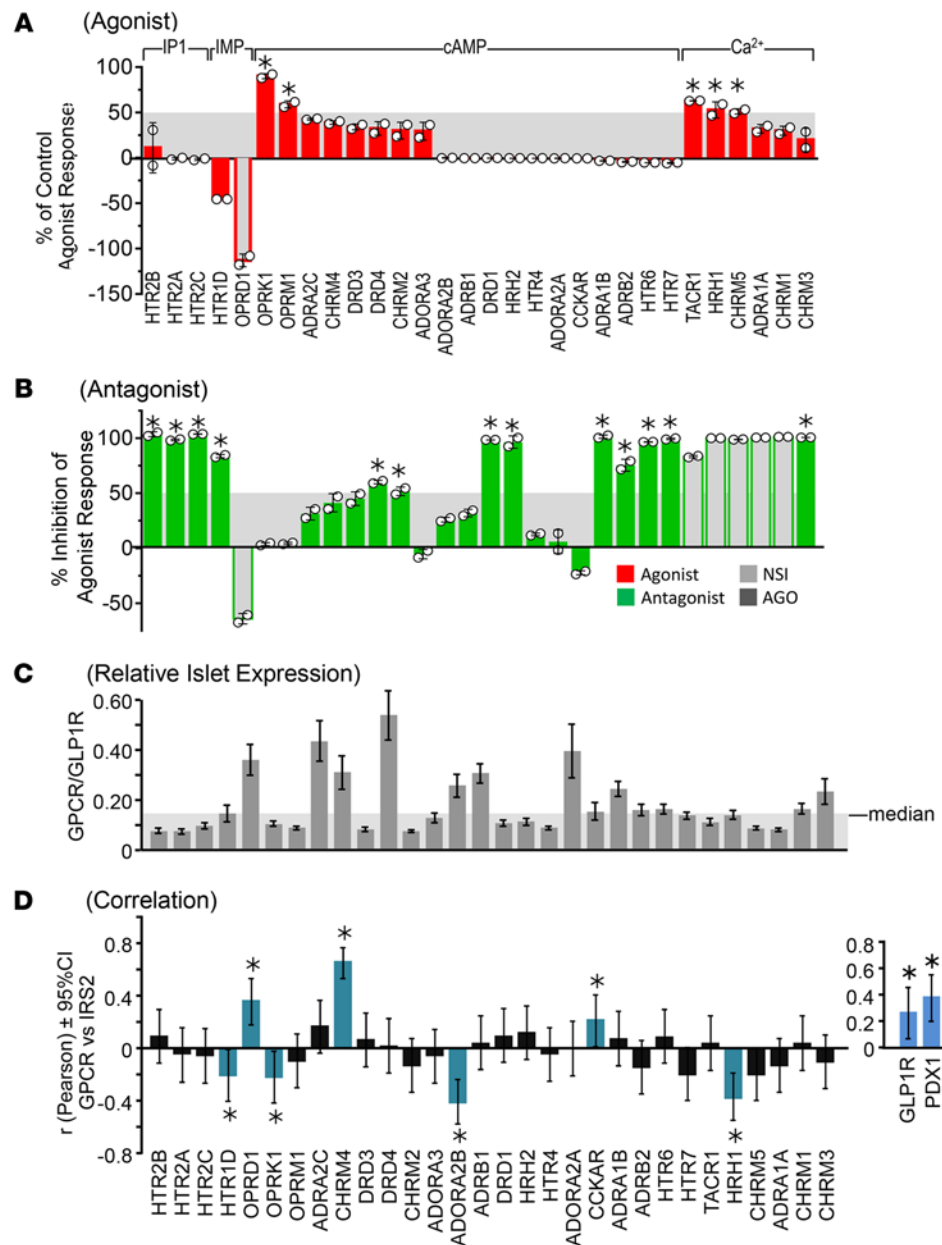 A (Agonist)
IP1 IMP cAMP Ca²⁺
* * * * *
100
50
0
-50
-100
-150
% of Control
Agonist Response
HTR2B HTR2A HTR2C HTR1D OPRD1 OPRK1 OPRM1 ADRA2C CHRM4 DRD3 DRD4 CHRM2 ADORA3 ADORA2B ADRB1 DRD1 HRH2 HTR4 ADORA2A CCKAR ADRA1B ADRB2 HTR6 HTR7 TACR1 HRH1 CHRM5 ADRA1A CHRM1 CHRM3
B (Antagonist)
* * * * * * * * * * * * *
100
50
0
-50
% Inhibition of
Agonist Response
Agonist NSI
Antagonist AGO
C (Relative Islet Expression)
0.60
0.40
0.20
0
GPCR/GLP1R
median
D (Correlation)
0.8
0.4
0
-0.4
-0.8
r (Pearson) ± 95%CI
GPCR vs IRS2
* * * * * * * *
HTR2B HTR2A HTR2C HTR1D OPRD1 OPRK1 OPRM1 ADRA2C CHRM4 DRD3 DRD4 CHRM2 ADORA3 ADORA2B ADRB1 DRD1 HRH2 HTR4 ADORA2A CCKAR ADRA1B ADRB2 HTR6 HTR7 TACR1 HRH1 CHRM5 ADRA1A CHRM1 CHRM3
0.8
0.6
0.4
0.2
0
* *
GLP1R PDX1